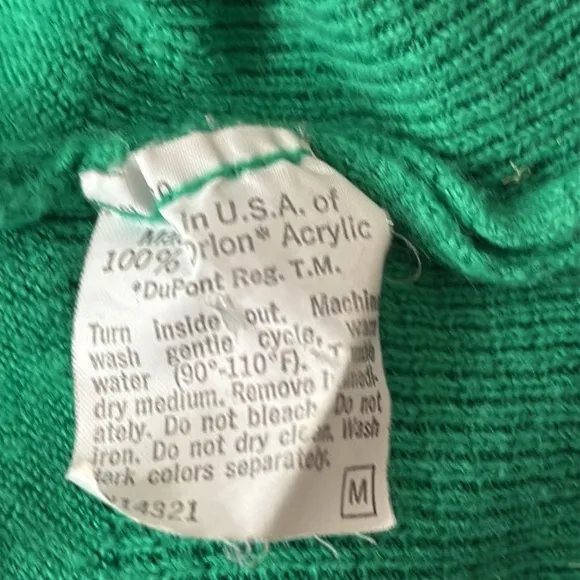 In U.S.A. of
100% Orlon* Acrylic
*DuPont Reg. T.M.
Turn Inside out. Machine
wash gentle cycle, warm
water (90°-110°F).
dry medium. Remove
ately. Do not bleach. Do not
iron. Do not dry clean. Wash
dark colors separately.
14321
M